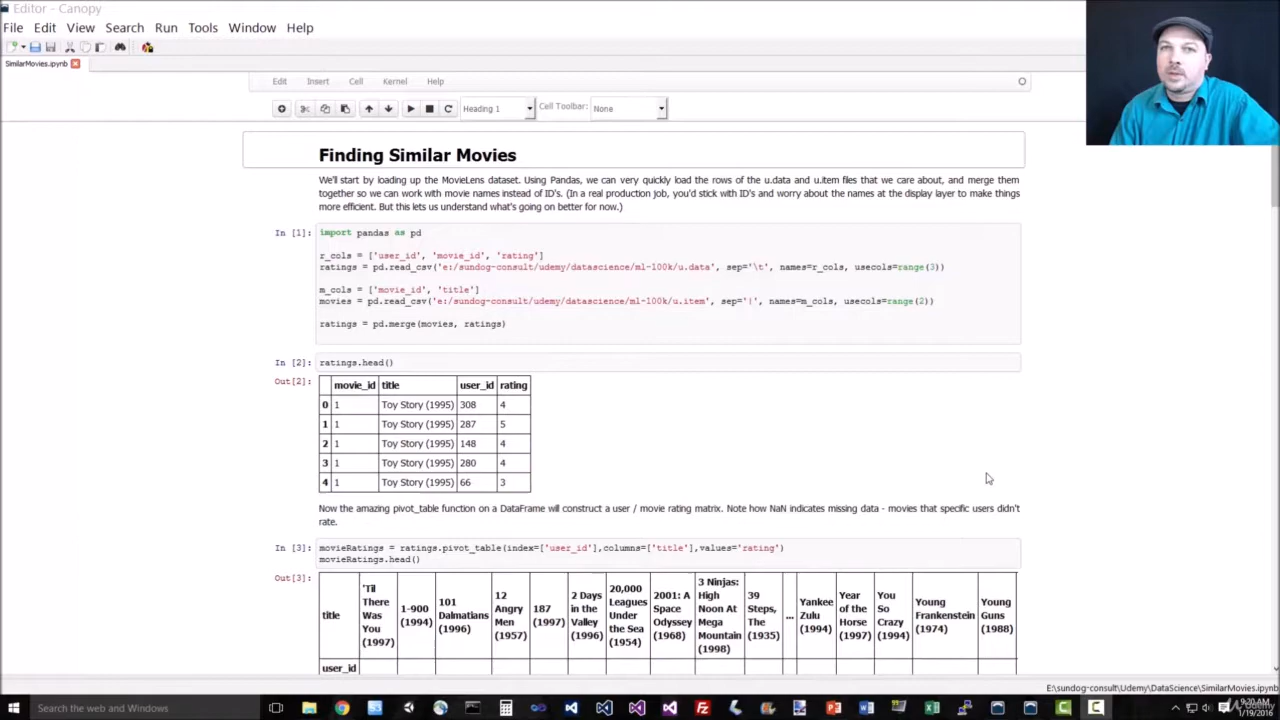 Editor - Canopy
File Edit View Search Run Tools Window Help
SimilarMovies.ipynb
Edit Insert Cell Kernel Help
Heading 1 Cell Toolbar: None
Finding Similar Movies
We'll start by loading up the MovieLens dataset. Using Pandas, we can very quickly load the rows of the u.data and u.item files that we care about, and merge them
together so we can work with movie names instead of ID's. (In a real production job, you'd stick with ID's and worry about the names at the display layer to make things
more efficient. But this lets us understand what's going on better for now.)
In [1]: import pandas as pd
r_cols = ['user_id', 'movie_id', 'rating']
ratings = pd.read_csv('e:/sundog-consult/udemy/datascience/ml-100k/u.data', sep='\t', names=r_cols, usecols=range(3))
m_cols = ['movie_id', 'title']
movies = pd.read_csv('e:/sundog-consult/udemy/datascience/ml-100k/u.item', sep='|', names=m_cols, usecols=range(2))
ratings = pd.merge(movies, ratings)
In [2]: ratings.head()
Out[2]:
movie_id title user_id rating
0 1 Toy Story (1995) 308 4
1 1 Toy Story (1995) 287 5
2 1 Toy Story (1995) 148 4
3 1 Toy Story (1995) 280 4
4 1 Toy Story (1995) 66 3
Now the amazing pivot_table function on a DataFrame will construct a user / movie rating matrix. Note how NaN indicates missing data - movies that specific users didn't
rate.
In [3]: movieRatings = ratings.pivot_table(index=['user_id'],columns=['title'],values='rating')
movieRatings.head()
Out[3]:
title 'Til There Was You (1997) 1-900 (1994) 101 Dalmatians (1996) 12 Angry Men (1957) 187 (1997) 2 Days in the Valley (1996) 20,000 Leagues Under the Sea (1954) 2001: A Space Odyssey (1968) 3 Ninjas: High Noon At Mega Mountain (1998) 39 Steps, The (1935) ... Yankee Zulu (1994) Year of the Horse (1997) You So Crazy (1994) Young Frankenstein (1974) Young Guns (1988)
user_id
E:\sundog-consult\Udemy\DataScience\SimilarMovies.ipynb
Search the web and Windows
9:20 AM
1/19/2016